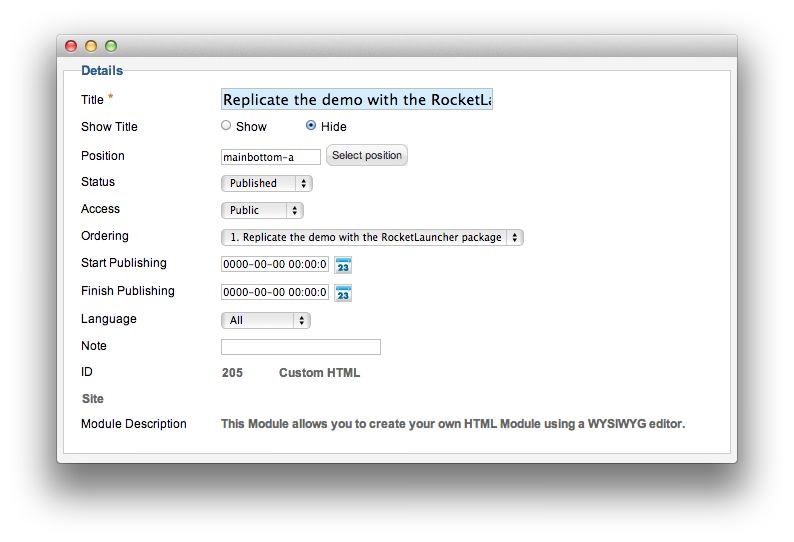 Details
Title * Replicate the demo with the RocketLa
Show Title Show Hide
Position mainbottom-a Select position
Status Published
Access Public
Ordering 1. Replicate the demo with the RocketLauncher package
Start Publishing 0000-00-00 00:00:0 23
Finish Publishing 0000-00-00 00:00:0 23
Language All
Note
ID 205 Custom HTML
Site
Module Description This Module allows you to create your own HTML Module using a WYSIWYG editor.